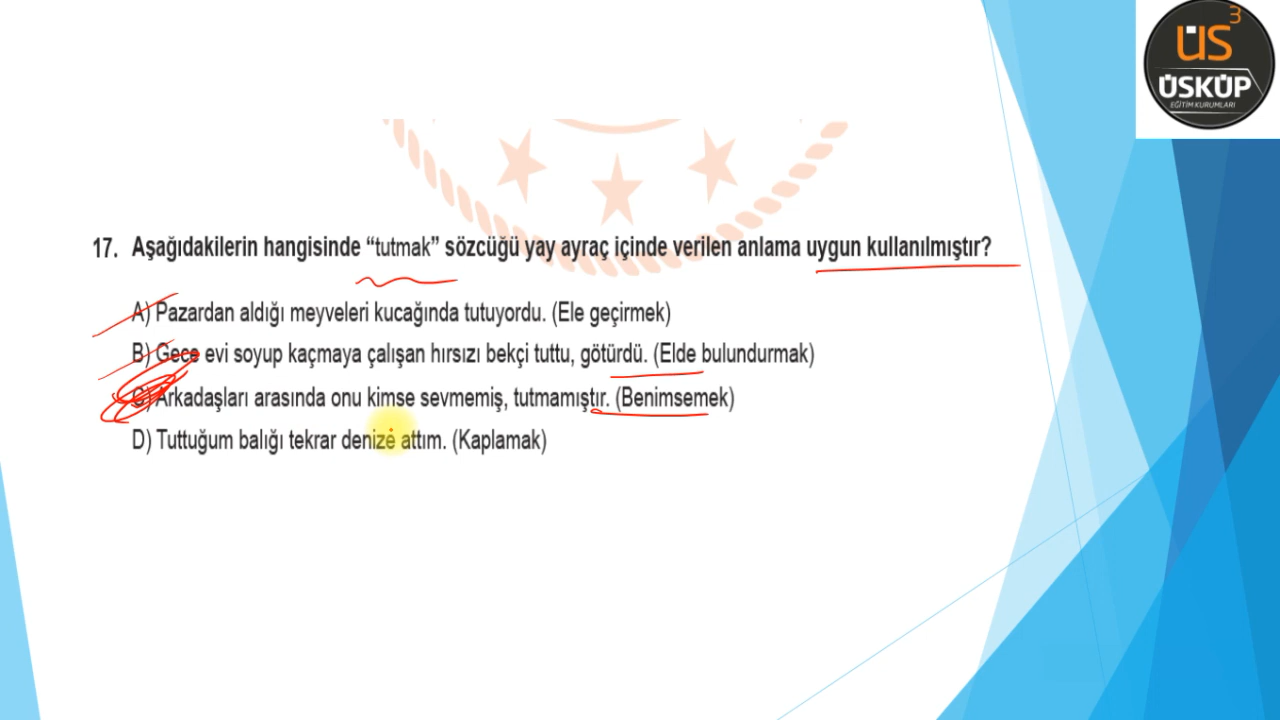 ÜS3
ÜSKÜP
EĞİTİM KURUMLARI
17. Aşağıdakilerin hangisinde “tutmak” sözcüğü yay ayraç içinde verilen anlama uygun kullanılmıştır?
A) Pazardan aldığı meyveleri kucağında tutuyordu. (Ele geçirmek)
B) Gece evi soyup kaçmaya çalışan hırsızı bekçi tuttu, götürdü. (Elde bulundurmak)
C) Arkadaşları arasında onu kimse sevmemiş, tutmamıştır. (Benimsemek)
D) Tuttuğum balığı tekrar denize attım. (Kaplamak)